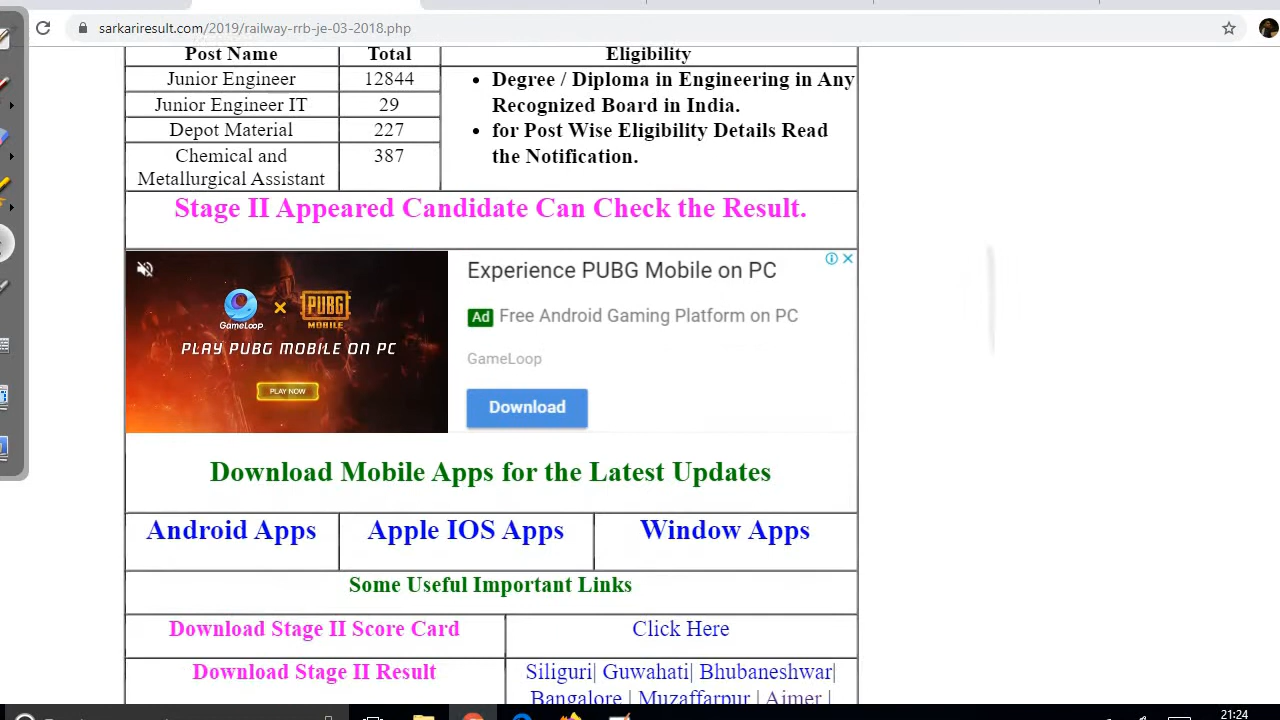 sarkariresult.com/2019/railway-rrb-je-03-2018.php
Post Name Total Eligibility
Junior Engineer 12844
Junior Engineer IT 29
Depot Material 227
Chemical and 387
Metallurgical Assistant
• Degree / Diploma in Engineering in Any
Recognized Board in India.
• for Post Wise Eligibility Details Read
the Notification.
Stage II Appeared Candidate Can Check the Result.
GameLoop × PUBG MOBILE
PLAY PUBG MOBILE ON PC
PLAY NOW
Experience PUBG Mobile on PC
Ad Free Android Gaming Platform on PC
GameLoop
Download
Download Mobile Apps for the Latest Updates
Android Apps Apple IOS Apps Window Apps
Some Useful Important Links
Download Stage II Score Card Click Here
Download Stage II Result Siliguri| Guwahati| Bhubaneshwar|
Bangalore | Muzaffarpur | Ajmer |
21:24